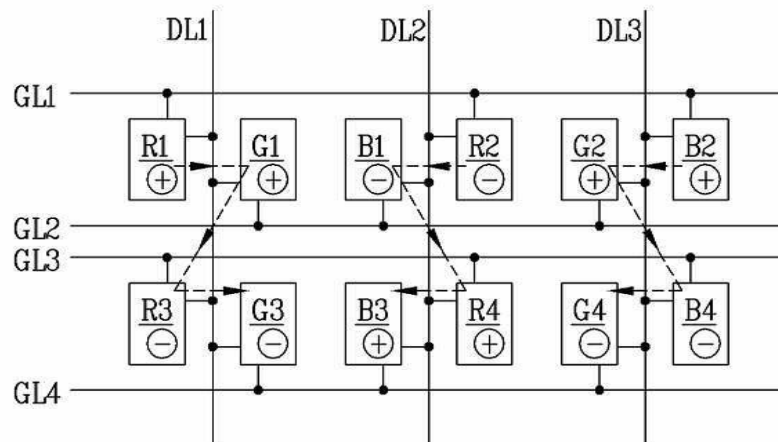 DL1 DL2 DL3
GL1
R1 G1 B1 R2 G2 B2
+ + − − + +
GL2
GL3
R3 G3 B3 R4 G4 B4
− − + + − −
GL4